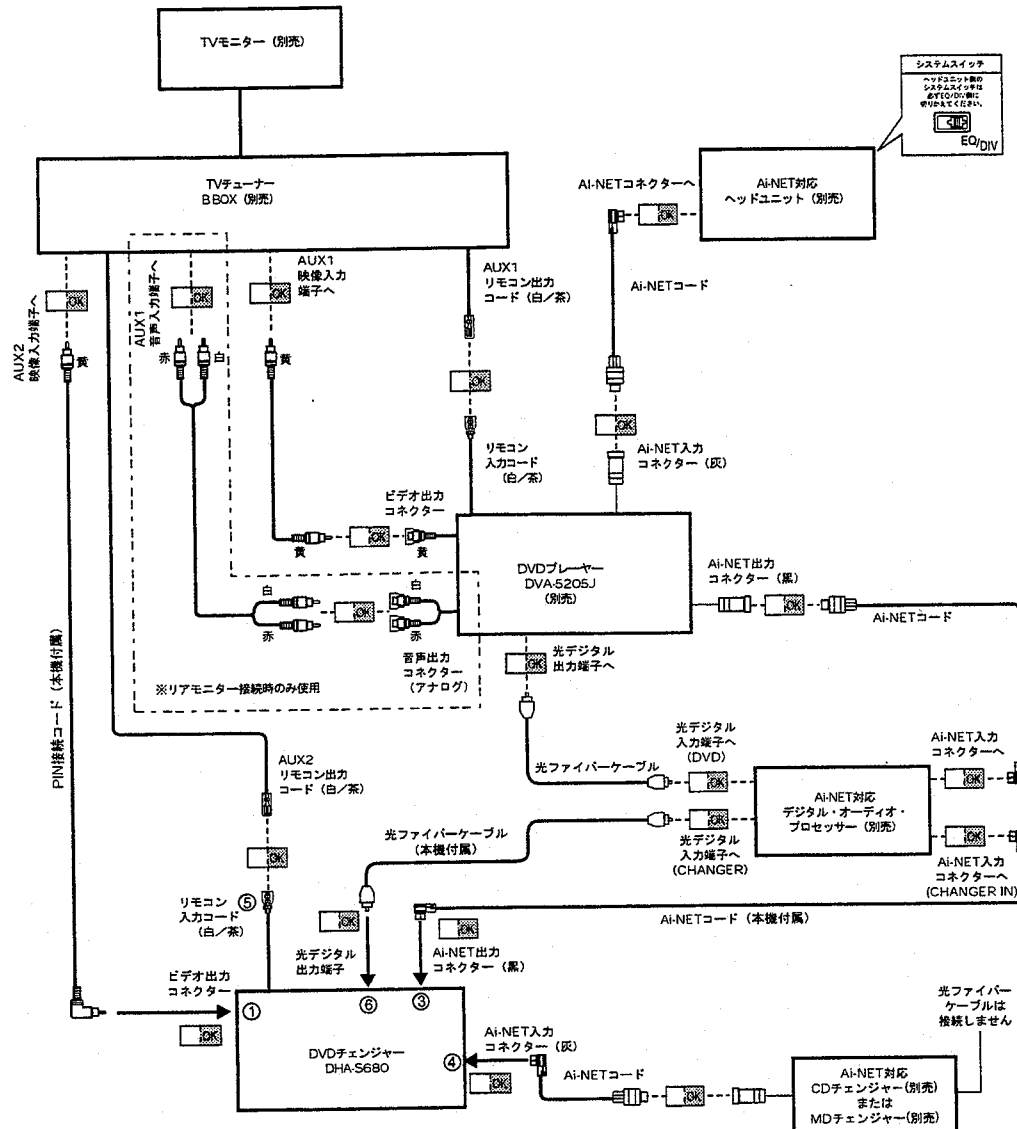 TVモニター（別売）
システムスイッチ
ヘッドユニット側の
システムスイッチは
必ずEQ/DIV側に
切りかえてください。
EQ/DIV
TVチューナー
B BOX（別売）
AI-NETコネクターへ
OK
Ai-NET対応
ヘッドユニット（別売）
AUX2
映像入力端子へ
OK
黄
AUX1
音声入力端子へ
OK
赤
白
AUX1
映像入力
端子へ
OK
黄
AUX1
リモコン出力
コード（白／茶）
OK
リモコン
入力コード
（白／茶）
Ai-NETコード
OK
Ai-NET入力
コネクター（灰）
ビデオ出力
コネクター
黄
OK
黄
DVDプレーヤー
DVA-5205J
（別売）
Ai-NET出力
コネクター（黒）
OK
Ai-NETコード
白
赤
OK
白
赤
音声出力
コネクター
（アナログ）
※リアモニター接続時のみ使用
OK
光デジタル
出力端子へ
PIN接続コード（本機付属）
AUX2
リモコン出力
コード（白／茶）
OK
リモコン
入力コード
（白／茶）
⑤
光ファイバーケーブル
光デジタル
入力端子へ
(DVD)
OK
Ai-NET対応
デジタル・オーディオ・
プロセッサー（別売）
Ai-NET入力
コネクターへ
OK
光ファイバーケーブル
（本機付属）
OK
光デジタル
入力端子へ
(CHANGER)
OK
Ai-NET入力
コネクターへ
(CHANGER IN)
Ai-NETコード（本機付属）
OK
光デジタル
出力端子
OK
Ai-NET出力
コネクター（黒）
ビデオ出力
コネクター
OK
①
⑥
③
④
DVDチェンジャー
DHA-S680
Ai-NET入力
コネクター（灰）
OK
Ai-NETコード
OK
光ファイバー
ケーブルは
接続しません
Ai-NET対応
CDチェンジャー(別売)
または
MDチェンジャー(別売)